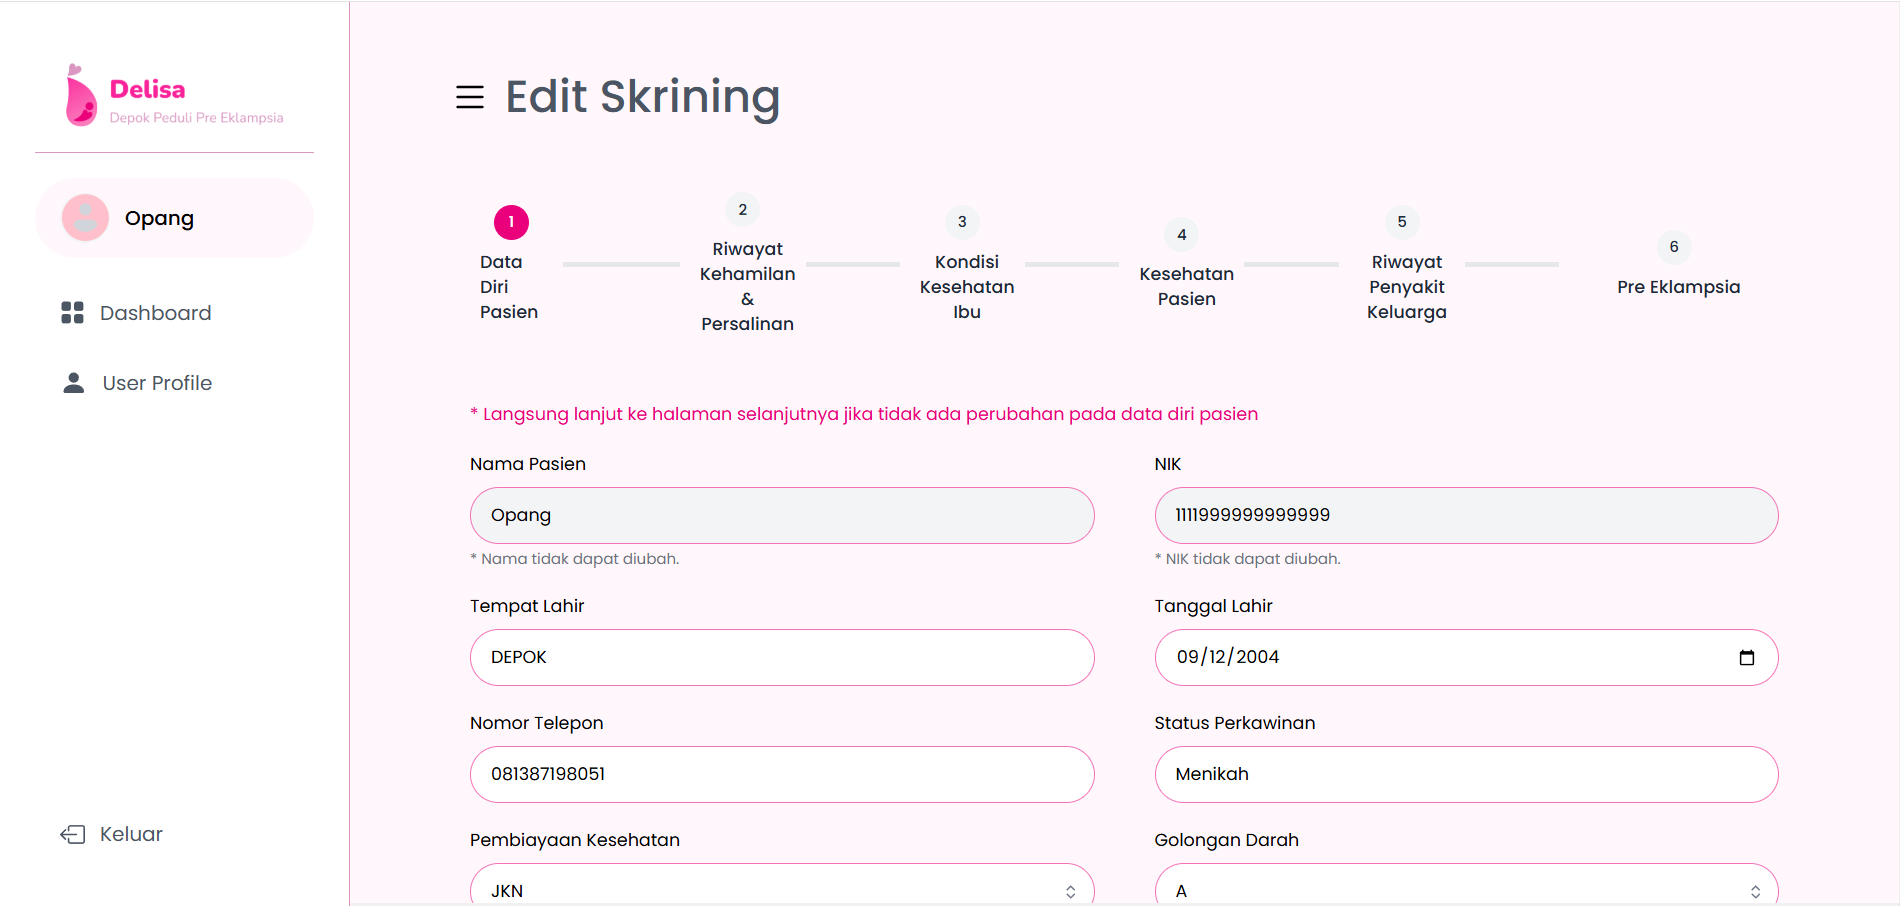 Delisa
Depok Peduli Pre Eklampsia
Opang
Dashboard
User Profile
Keluar
Edit Skrining
1
Data
Diri
Pasien
2
Riwayat
Kehamilan
&
Persalinan
3
Kondisi
Kesehatan
Ibu
4
Kesehatan
Pasien
5
Riwayat
Penyakit
Keluarga
6
Pre Eklampsia
* Langsung lanjut ke halaman selanjutnya jika tidak ada perubahan pada data diri pasien
Nama Pasien
Opang
* Nama tidak dapat diubah.
NIK
1111999999999999
* NIK tidak dapat diubah.
Tempat Lahir
DEPOK
Tanggal Lahir
09/12/2004
Nomor Telepon
081387198051
Status Perkawinan
Menikah
Pembiayaan Kesehatan
JKN
Golongan Darah
A